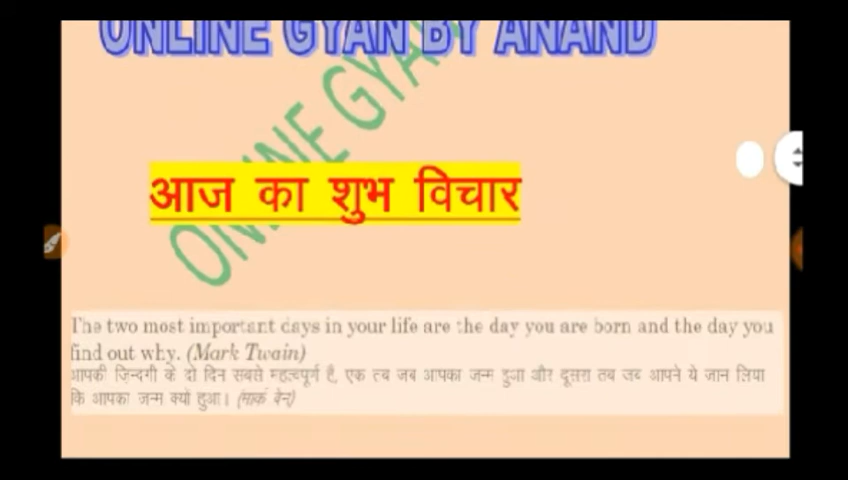 ONLINE GYAN BY ANAND
ONLINE GYAN
आज का शुभ विचार
The two most important days in your life are the day you are born and the day you
find out why. (Mark Twain)
आपकी ज़िन्दगी के दो दिन सबसे महत्वपूर्ण है, एक तब जब आपका जन्म हुआ और दूसरा तब जब आपने ये जान लिया
कि आपका जन्म क्यों हुआ। (मार्क वेन)